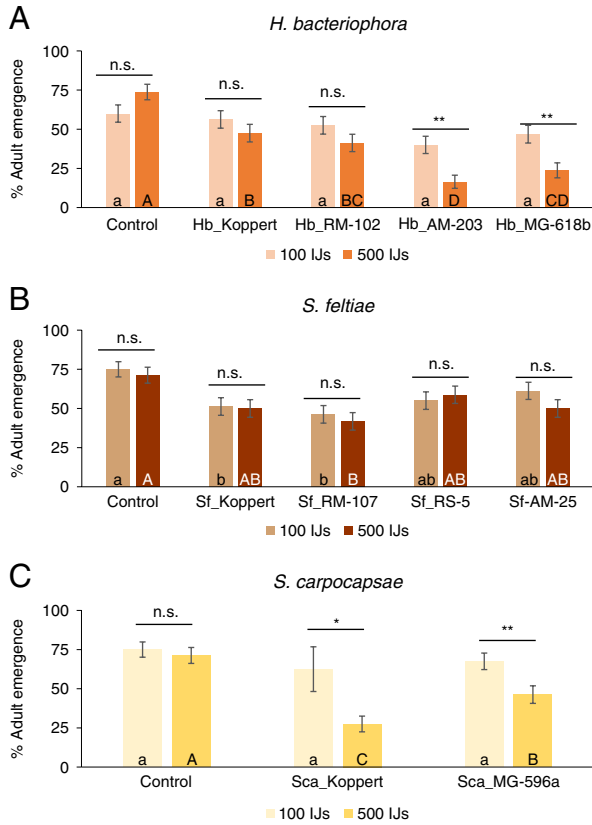 A
H. bacteriophora
% Adult emergence
100
75
50
25
0
n.s. n.s. n.s. ** **
a A a B a BC a D a CD
Control Hb_Koppert Hb_RM-102 Hb_AM-203 Hb_MG-618b
100 IJs 500 IJs
B
S. feltiae
% Adult emergence
100
75
50
25
0
n.s. n.s. n.s. n.s. n.s.
a A b AB b B ab AB ab AB
Control Sf_Koppert Sf_RM-107 Sf_RS-5 Sf-AM-25
100 IJs 500 IJs
C
S. carpocapsae
% Adult emergence
100
75
50
25
0
n.s. * **
a A a C a B
Control Sca_Koppert Sca_MG-596a
100 IJs 500 IJs